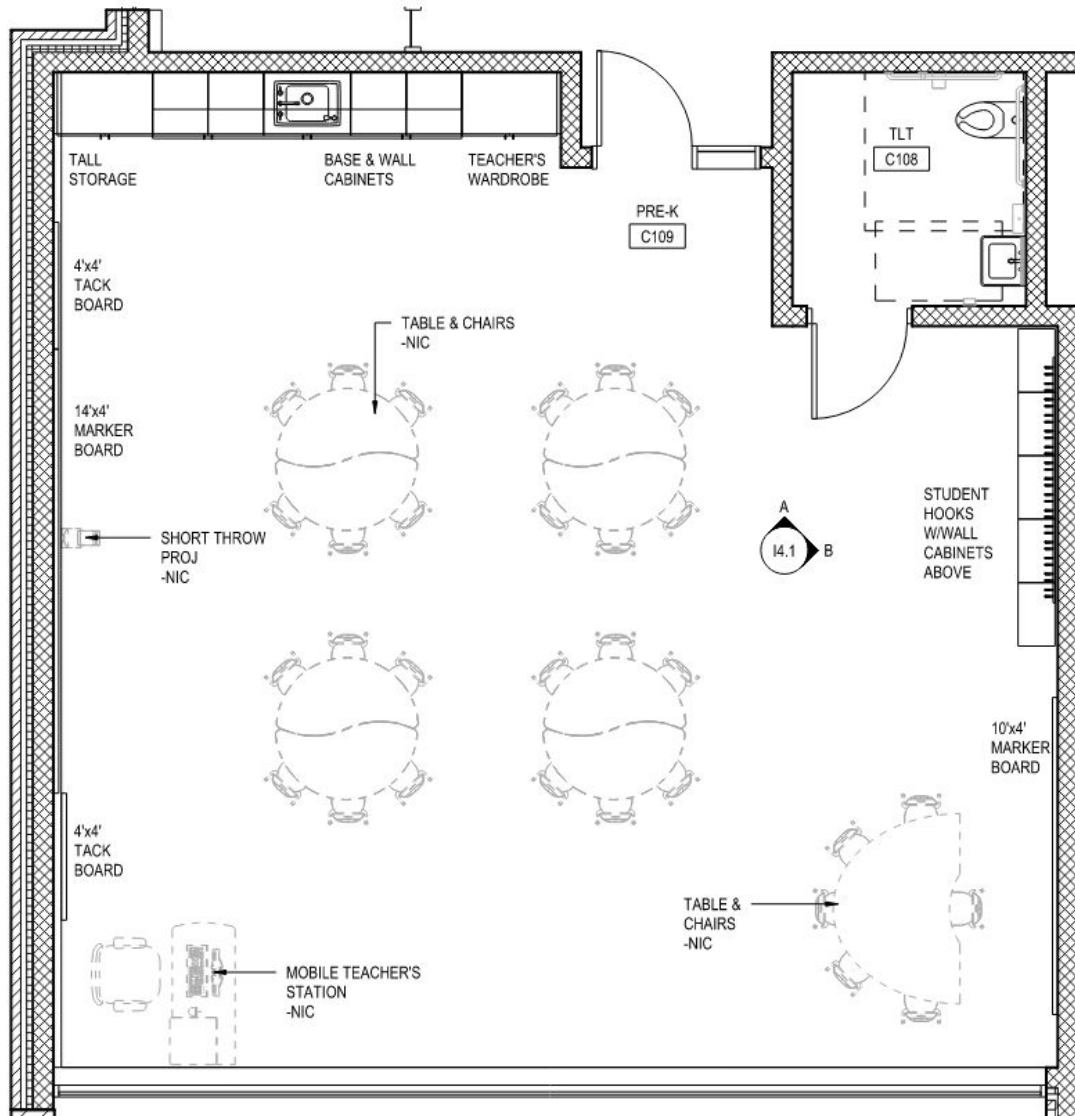 TALL
STORAGE
BASE & WALL
CABINETS
TEACHER'S
WARDROBE
TLT
C108
PRE-K
C109
4'x4'
TACK
BOARD
TABLE & CHAIRS
-NIC
14'x4'
MARKER
BOARD
STUDENT
HOOKS
W/WALL
CABINETS
ABOVE
A
I4.1
B
SHORT THROW
PROJ
-NIC
10'x4'
MARKER
BOARD
4'x4'
TACK
BOARD
TABLE &
CHAIRS
-NIC
MOBILE TEACHER'S
STATION
-NIC